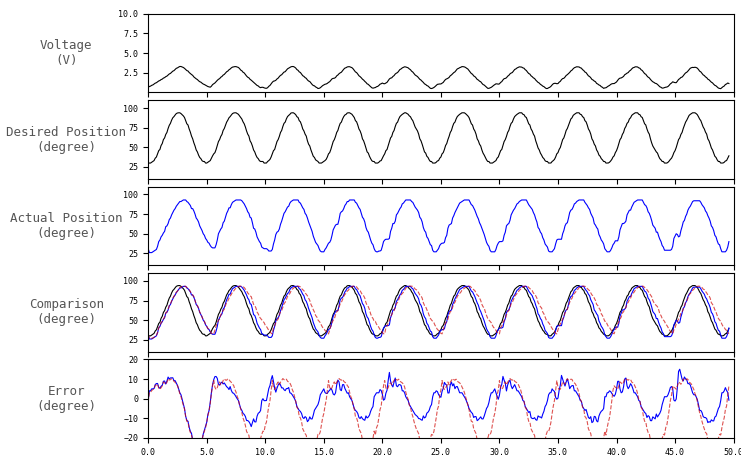 10.0
Voltage
(V)
7.5
5.0
2.5
Desired Position
(degree)
100
75
50
25
Actual Position
(degree)
100
75
50
25
Comparison
(degree)
100
75
50
25
Error
(degree)
20
10
0
−10
−20
0.0 5.0 10.0 15.0 20.0 25.0 30.0 35.0 40.0 45.0 50.0